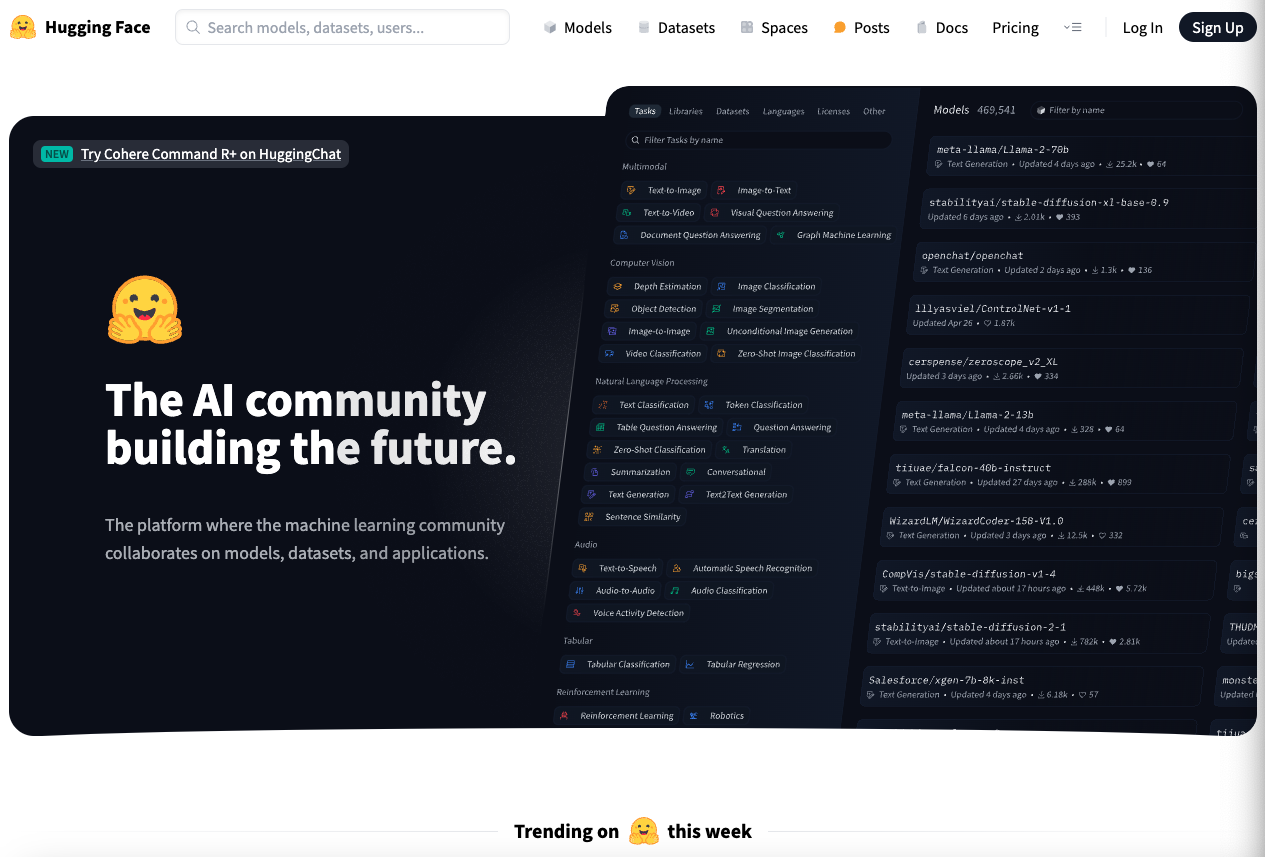 Hugging Face
Search models, datasets, users...
Models
Datasets
Spaces
Posts
Docs
Pricing
Log In
Sign Up
NEW Try Cohere Command R+ on HuggingChat
The AI community
building the future.
The platform where the machine learning community
collaborates on models, datasets, and applications.
Tasks Libraries Datasets Languages Licenses Other
Filter Tasks by name
Multimodal
Text-to-Image Image-to-Text
Text-to-Video Visual Question Answering
Document Question Answering Graph Machine Learning
Computer Vision
Depth Estimation Image Classification
Object Detection Image Segmentation
Image-to-Image Unconditional Image Generation
Video Classification Zero-Shot Image Classification
Natural Language Processing
Text Classification Token Classification
Table Question Answering Question Answering
Zero-Shot Classification Translation
Summarization Conversational
Text Generation Text2Text Generation
Sentence Similarity
Audio
Text-to-Speech Automatic Speech Recognition
Audio-to-Audio Audio Classification
Voice Activity Detection
Tabular
Tabular Classification Tabular Regression
Reinforcement Learning
Reinforcement Learning Robotics
Models 469,541 Filter by name
meta-llama/Llama-2-70b
Text Generation • Updated 4 days ago • 25.2k • 64
stabilityai/stable-diffusion-xl-base-0.9
Updated 6 days ago • 2.01k • 393
openchat/openchat
Text Generation • Updated 2 days ago • 1.3k • 136
lllyasviel/ControlNet-v1-1
Updated Apr 26 • 1.87k
cerspense/zeroscope_v2_XL
Updated 3 days ago • 2.66k • 334
meta-llama/Llama-2-13b
Text Generation • Updated 4 days ago • 328 • 64
tiiuae/falcon-40b-instruct
Text Generation • Updated 27 days ago • 288k • 899
WizardLM/WizardCoder-15B-V1.0
Text Generation • Updated 3 days ago • 12.5k • 332
CompVis/stable-diffusion-v1-4
Text-to-Image • Updated about 17 hours ago • 448k • 5.72k
stabilityai/stable-diffusion-2-1
Text-to-Image • Updated about 17 hours ago • 782k • 2.81k
Salesforce/xgen-7b-8k-inst
Text Generation • Updated 4 days ago • 6.18k • 57
Trending on this week